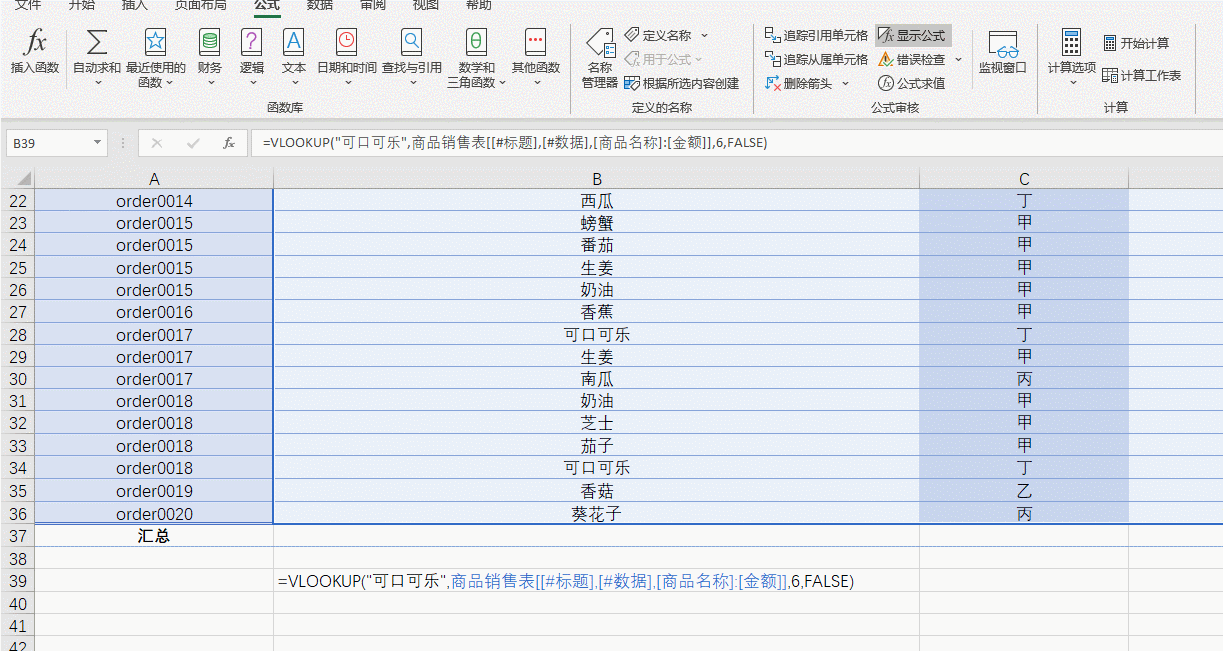 文件 开始 插入 页面布局 公式 数据 审阅 视图 帮助
fx Σ ? A θ
插入函数 自动求和 最近使用的函数 财务 逻辑 文本 日期和时间 查找与引用 数学和三角函数 其他函数
函数库
名称管理器 定义名称
用于公式
根据所选内容创建
定义的名称
追踪引用单元格 显示公式
追踪从属单元格 错误检查
删除箭头 公式求值
公式审核
监视窗口
计算选项 开始计算
计算工作表
计算
B39 fx =VLOOKUP("可口可乐",商品销售表[[#标题],[#数据],[商品名称]:[金额]],6,FALSE)
A B C
22 order0014 西瓜 丁
23 order0015 螃蟹 甲
24 order0015 番茄 甲
25 order0015 生姜 甲
26 order0015 奶油 甲
27 order0016 香蕉 甲
28 order0017 可口可乐 丁
29 order0017 生姜 甲
30 order0017 南瓜 丙
31 order0018 奶油 甲
32 order0018 芝士 甲
33 order0018 茄子 甲
34 order0018 可口可乐 丁
35 order0019 香菇 乙
36 order0020 葵花子 丙
37 汇总
38
39 =VLOOKUP("可口可乐",商品销售表[[#标题],[#数据],[商品名称]:[金额]],6,FALSE)
40
41
42